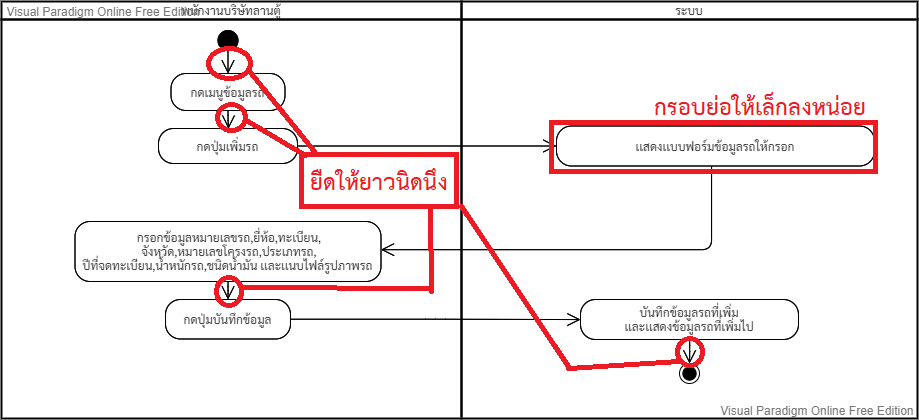 Visual Paradigm Online Free Edition
พนักงานบริษัทลานตู้
ระบบ
กดเมนูข้อมูลรถ
กรอบย่อให้เล็กลงหน่อย
กดปุ่มเพิ่มรถ
แสดงแบบฟอร์มข้อมูลรถให้กรอก
ยืดให้ยาวนิดนึง
กรอกข้อมูลหมายเลขรถ,ยี่ห้อ,ทะเบียน,
จังหวัด,หมายเลขโครงรถ,ประเภทรถ,
ปีที่จดทะเบียน,น้ำหนักรถ,ชนิดน้ำมัน และแนบไฟล์รูปภาพรถ
กดปุ่มบันทึกข้อมูล
บันทึกข้อมูลรถที่เพิ่ม
และแสดงข้อมูลรถที่เพิ่มไป
Visual Paradigm Online Free Edition